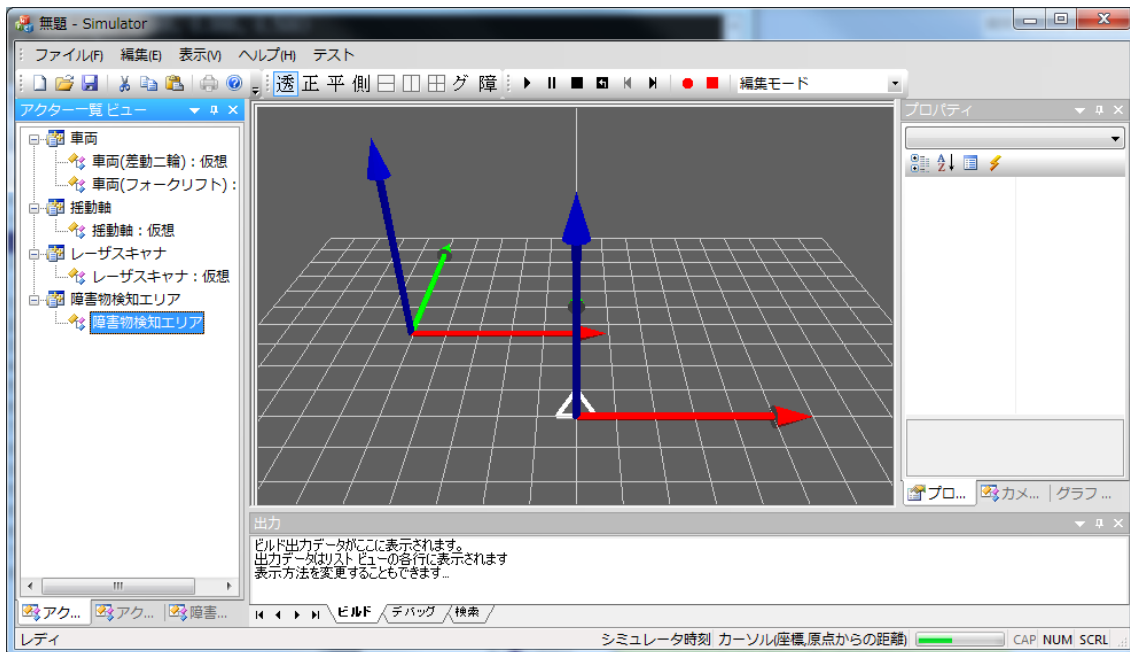 無題 - Simulator
ファイル(F) 編集(E) 表示(V) ヘルプ(H) テスト
透 正 平 側 グ 障 編集モード
アクター一覧 ビュー
車両
車両(差動二輪) : 仮想
車両(フォークリフト) :
揺動軸
揺動軸 : 仮想
レーザスキャナ
レーザスキャナ : 仮想
障害物検知エリア
障害物検知エリア
アク... アク... 障害...
プロパティ
プロ... カメ... グラフ ...
出力
ビルド出力データがここに表示されます。
出力データはリスト ビューの各行に表示されます
表示方法を変更することもできます...
ビルド デバッグ 検索
レディ シミュレータ時刻 カーソル(座標,原点からの距離) CAP NUM SCRL